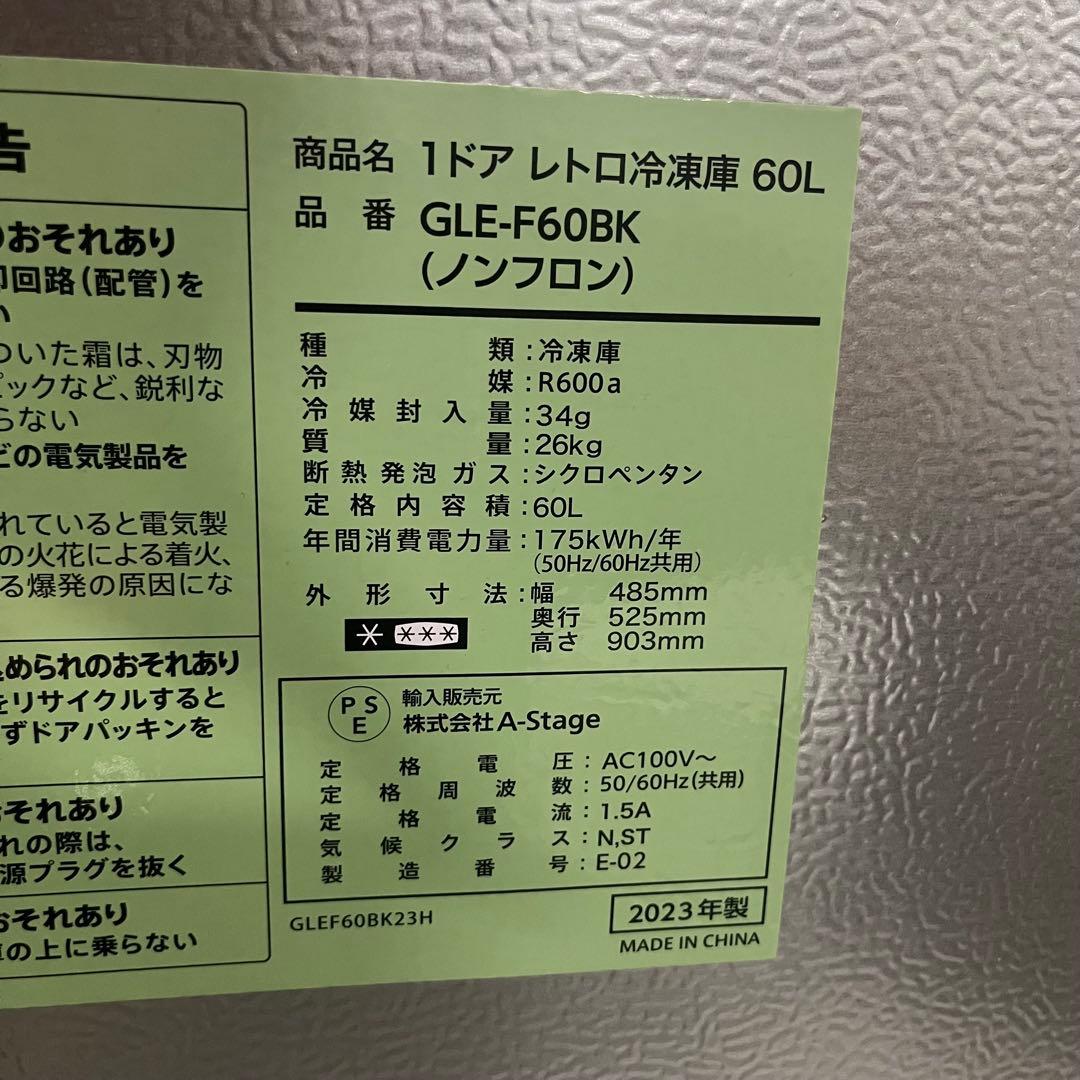 告
のおそれあり
却回路(配管)を
い
ついた霜は、刃物
ピックなど、鋭利な
らない
どの電気製品を
れていると電気製
の火花による着火、
る爆発の原因にな
込められのおそれあり
をリサイクルすると
ずドアパッキンを
おそれあり
れの際は、
源プラグを抜く
おそれあり
の上に乗らない
商品名 1ドア レトロ冷凍庫 60L
品番 GLE-F60BK
(ノンフロン)
種類:冷凍庫
冷媒:R600a
冷媒封入量:34g
質量:26kg
断熱発泡ガス:シクロペンタン
定格内容積:60L
年間消費電力量:175kWh/年
(50Hz/60Hz共用)
外形寸法:幅 485mm
奥行 525mm
高さ 903mm
PSE
輸入販売元
株式会社A-Stage
定格電圧:AC100V〜
定格周波数:50/60Hz(共用)
定格電流:1.5A
気候クラス:N,ST
製造番号:E-02
GLEF60BK23H
2023年製
MADE IN CHINA